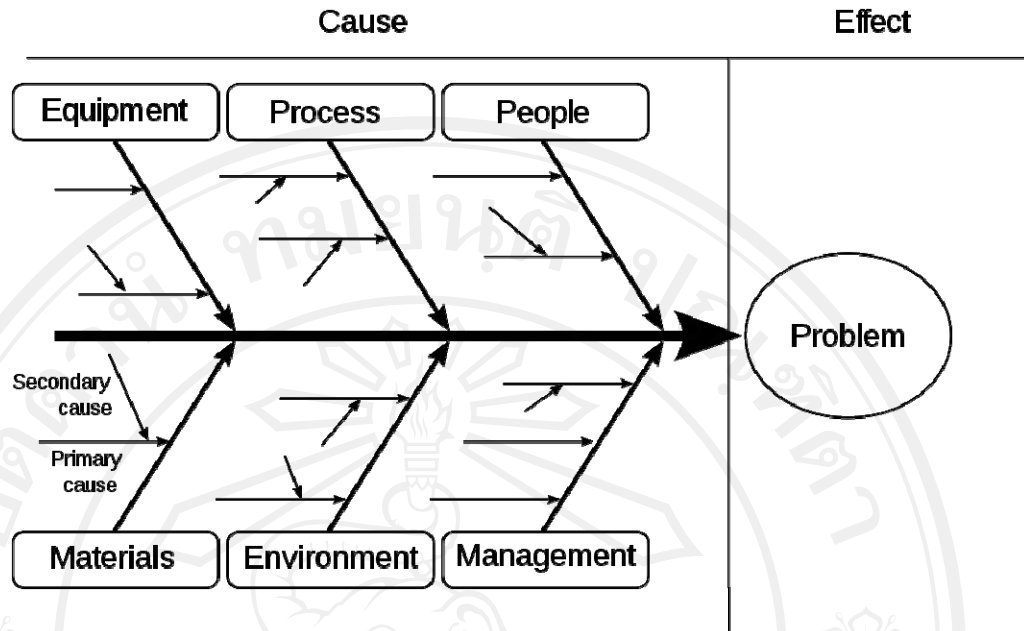 Cause
Effect
Equipment
Process
People
Problem
Secondary
cause
Primary
cause
Materials
Environment
Management